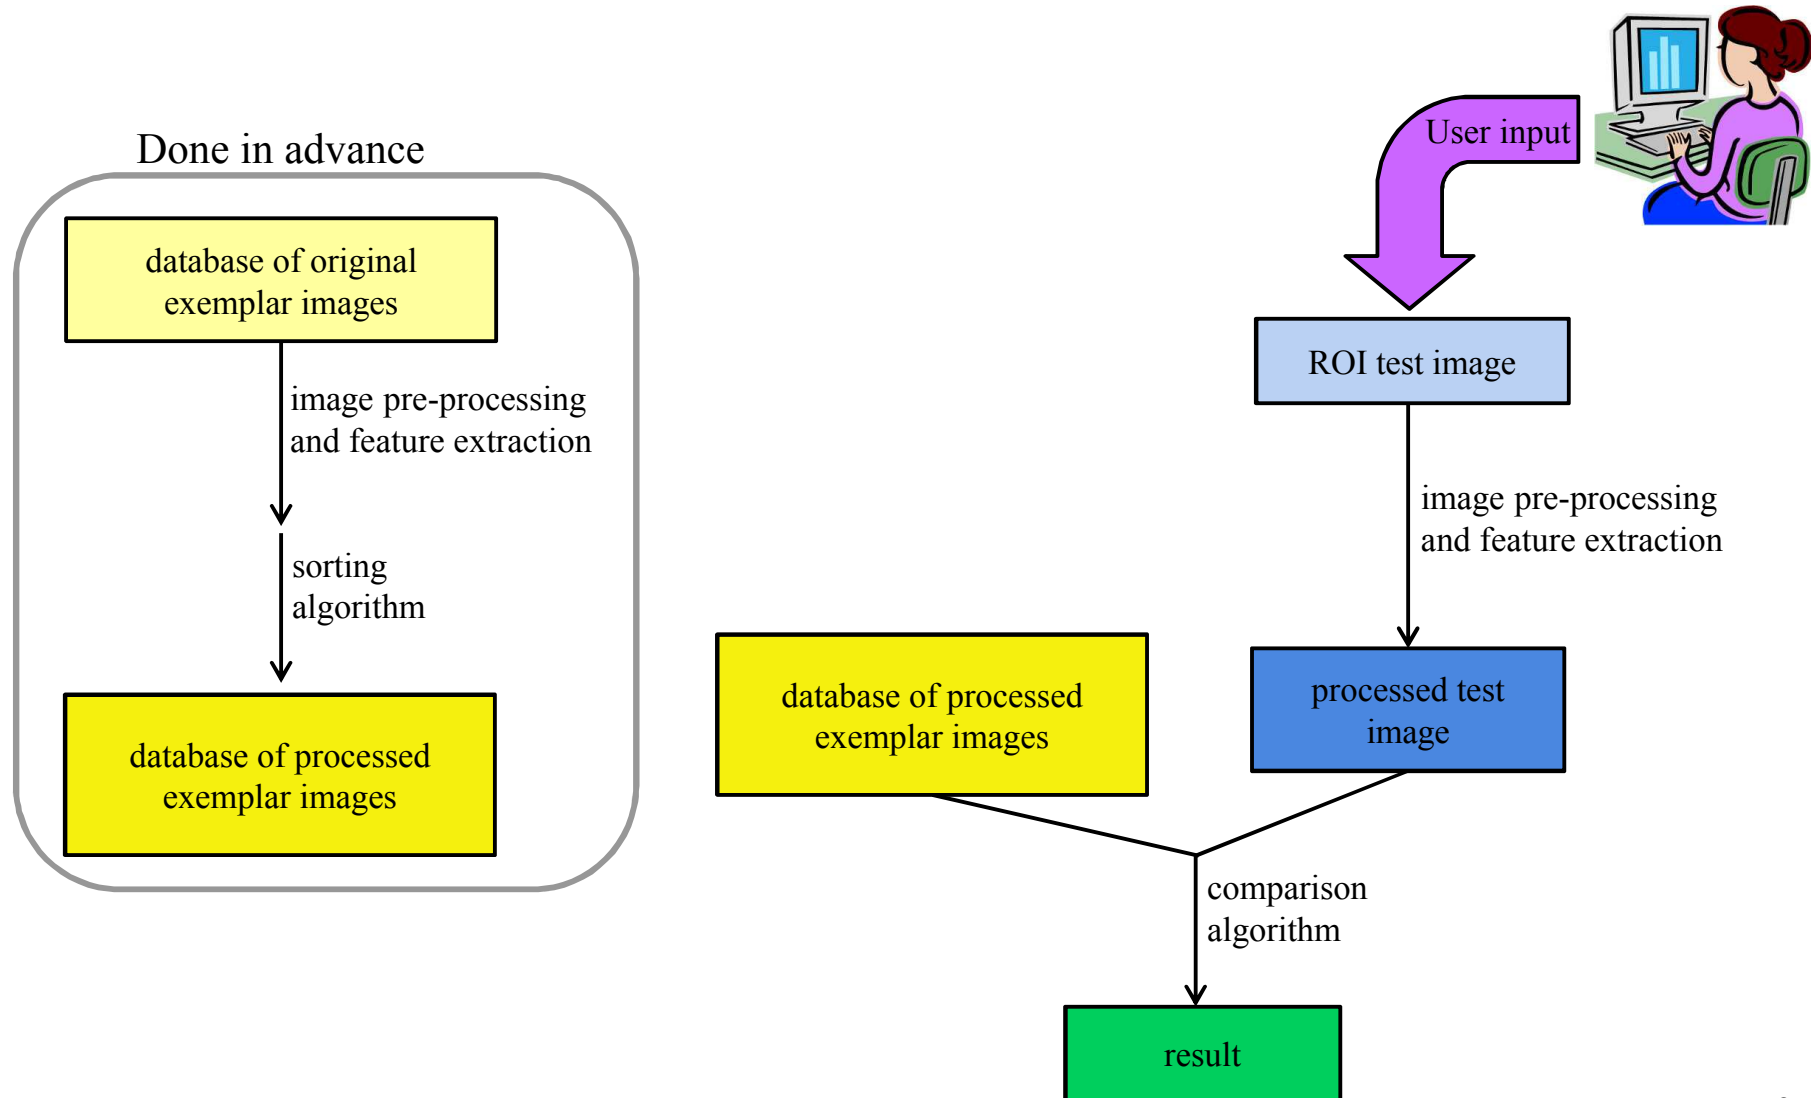 Done in advance
database of original
exemplar images
image pre-processing
and feature extraction
sorting
algorithm
database of processed
exemplar images
User input
ROI test image
image pre-processing
and feature extraction
database of processed
exemplar images
processed test
image
comparison
algorithm
result